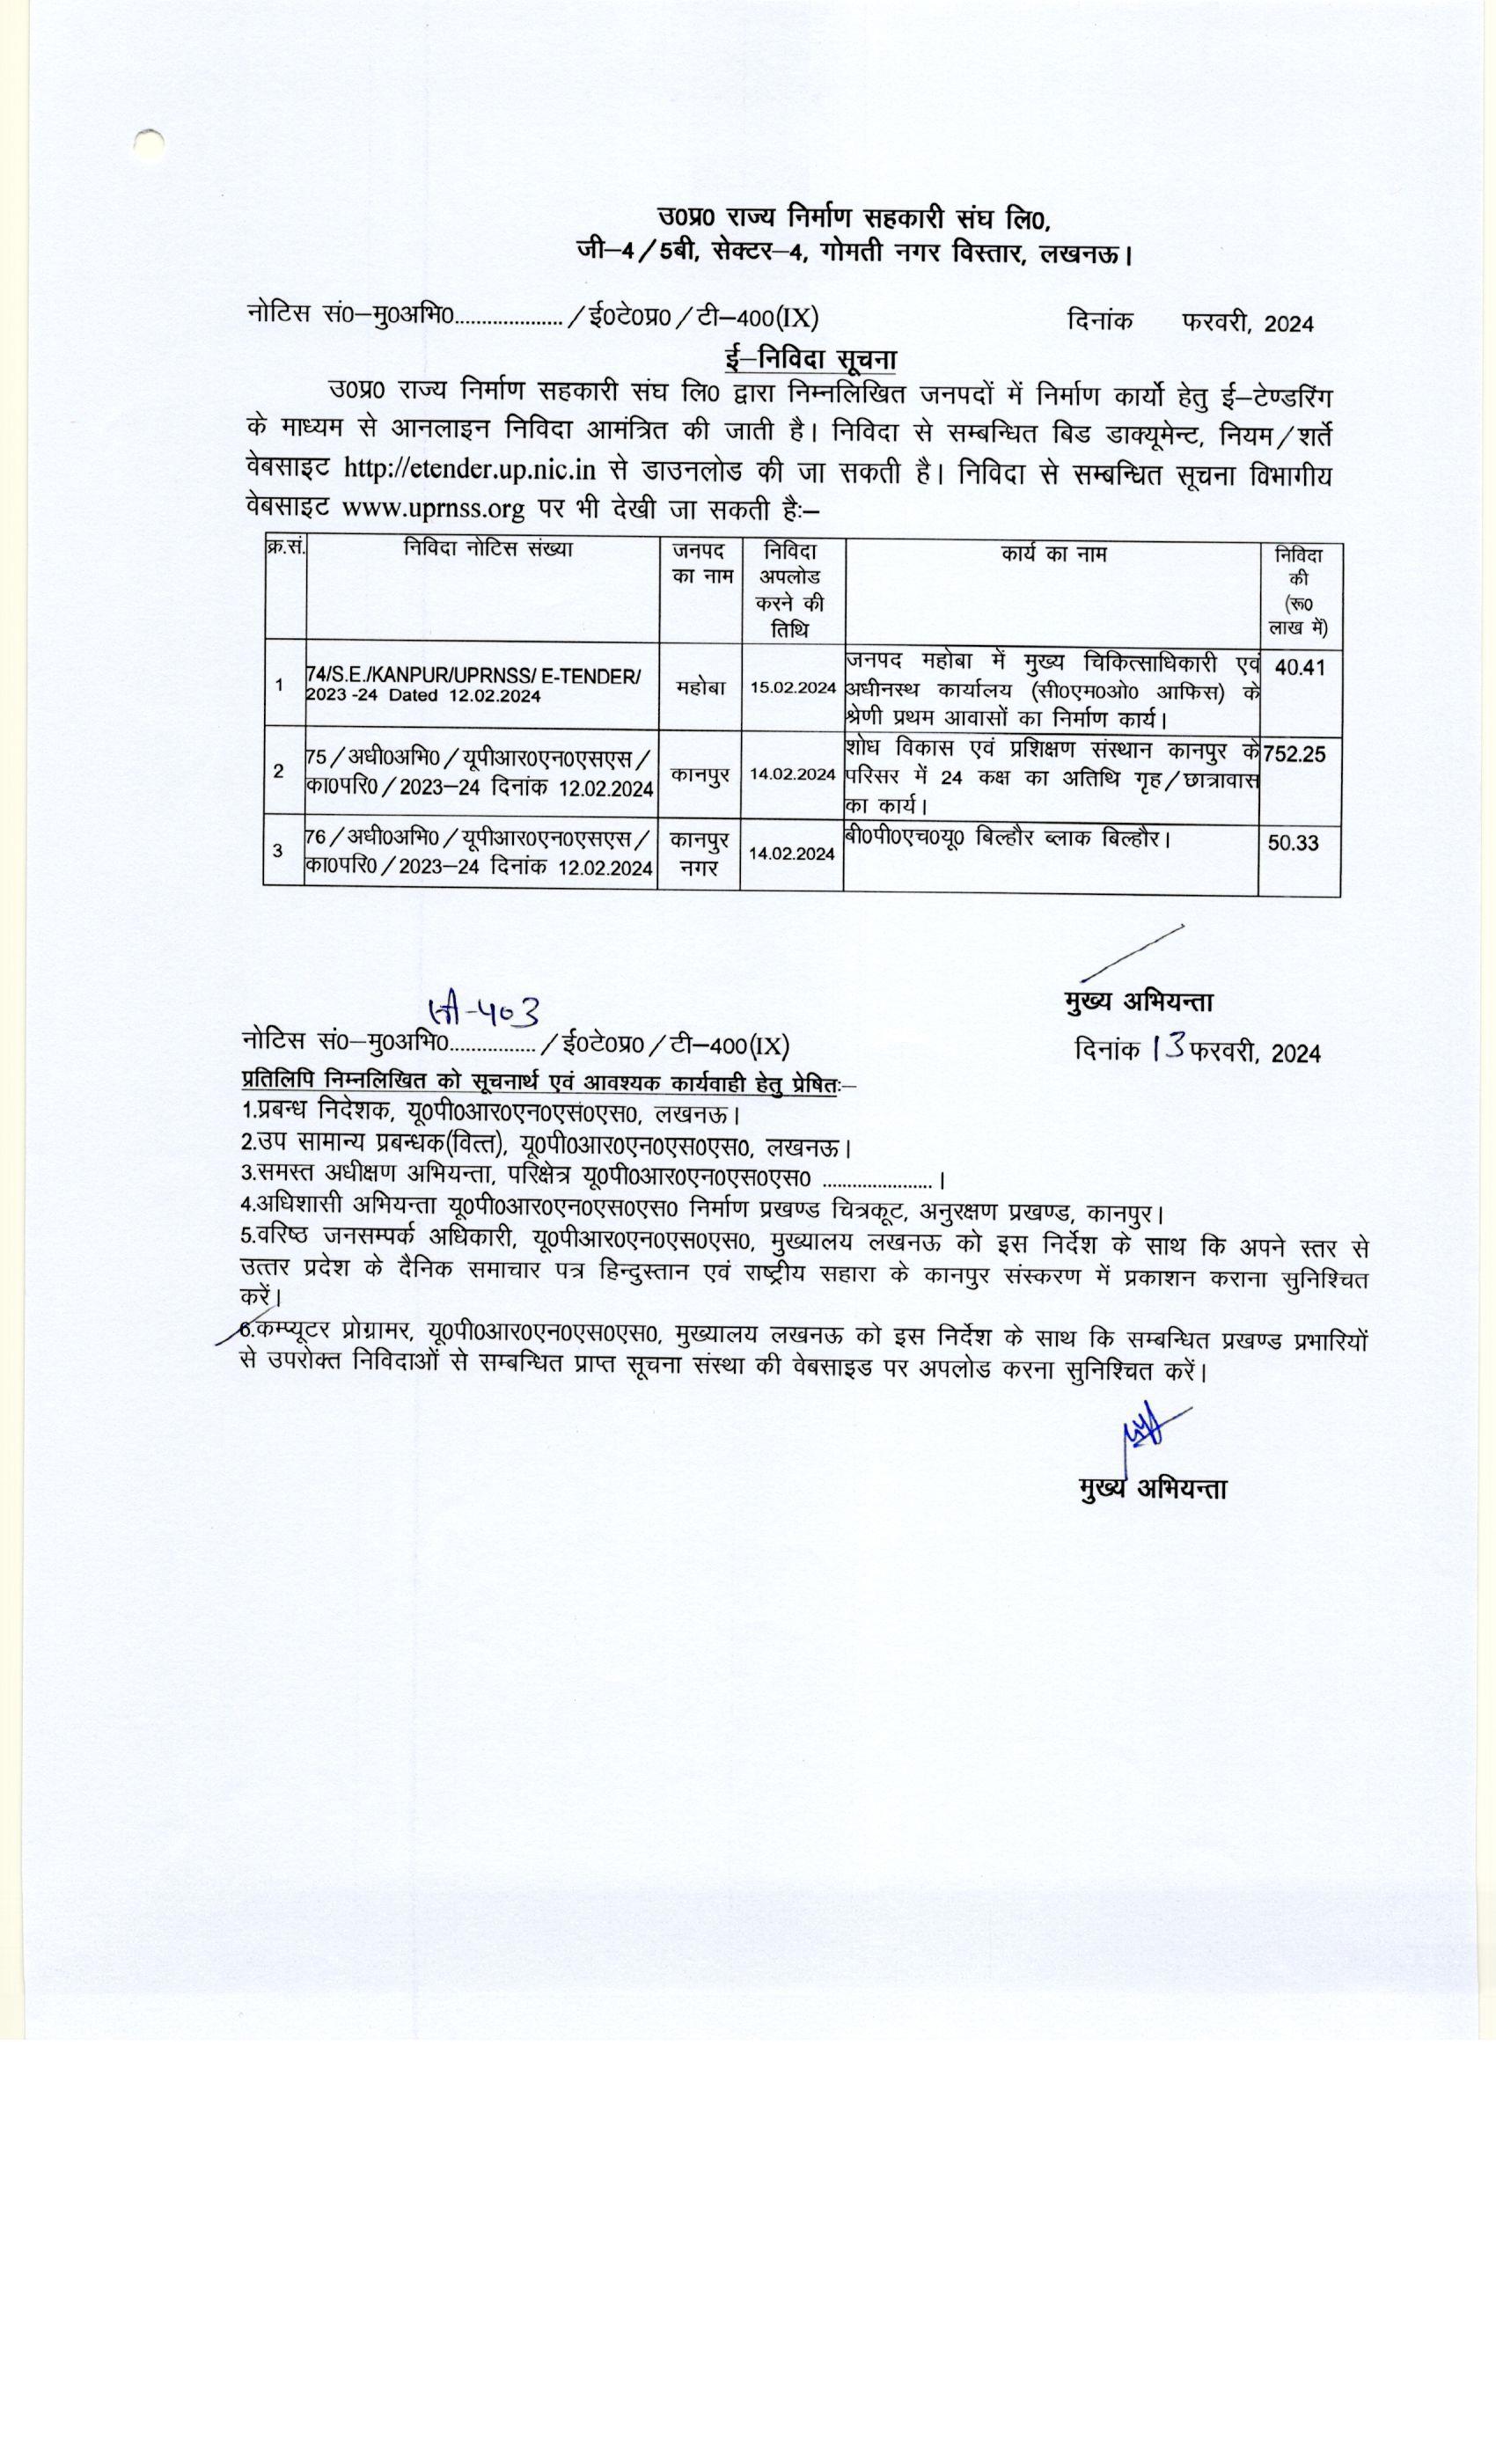 उ0प्र0 राज्य निर्माण सहकारी संघ लि0,
जी–4/5बी, सेक्टर–4, गोमती नगर विस्तार, लखनऊ।
नोटिस सं0–मु0अभि0.................... /ई0टे0प्र0/टी–400(IX) दिनांक फरवरी, 2024
ई–निविदा सूचना
उ0प्र0 राज्य निर्माण सहकारी संघ लि0 द्वारा निम्नलिखित जनपदों में निर्माण कार्यो हेतु ई–टेण्डरिंग
के माध्यम से आनलाइन निविदा आमंत्रित की जाती है। निविदा से सम्बन्धित बिड डाक्यूमेन्ट, नियम/शर्ते
वेबसाइट http://etender.up.nic.in से डाउनलोड की जा सकती है। निविदा से सम्बन्धित सूचना विभागीय
वेबसाइट www.uprnss.org पर भी देखी जा सकती है:–
क्र.सं. निविदा नोटिस संख्या जनपद का नाम निविदा अपलोड करने की तिथि कार्य का नाम निविदा की (रू0 लाख में)
1 74/S.E./KANPUR/UPRNSS/ E-TENDER/ 2023 -24 Dated 12.02.2024 महोबा 15.02.2024 जनपद महोबा में मुख्य चिकित्साधिकारी एवं अधीनस्थ कार्यालय (सी0एम0ओ0 आफिस) के श्रेणी प्रथम आवासों का निर्माण कार्य। 40.41
2 75/अधी0अभि0/यूपीआर0एन0एसएस/ का0परि0/2023–24 दिनांक 12.02.2024 कानपुर 14.02.2024 शोध विकास एवं प्रशिक्षण संस्थान कानपुर के परिसर में 24 कक्ष का अतिथि गृह/छात्रावास का कार्य। 752.25
3 76/अधी0अभि0/यूपीआर0एन0एसएस/ का0परि0/2023–24 दिनांक 12.02.2024 कानपुर नगर 14.02.2024 बी0पी0एच0यू0 बिल्हौर ब्लाक बिल्हौर। 50.33
मुख्य अभियन्ता
नोटिस सं0–मु0अभि0................ /ई0टे0प्र0/टी–400(IX) दिनांक 13 फरवरी, 2024
प्रतिलिपि निम्नलिखित को सूचनार्थ एवं आवश्यक कार्यवाही हेतु प्रेषितः–
1.प्रबन्ध निदेशक, यू0पी0आर0एन0एस0एस0, लखनऊ।
2.उप सामान्य प्रबन्धक(वित्त), यू0पी0आर0एन0एस0एस0, लखनऊ।
3.समस्त अधीक्षण अभियन्ता, परिक्षेत्र यू0पी0आर0एन0एस0एस0 ...................... ।
4.अधिशासी अभियन्ता यू0पी0आर0एन0एस0एस0 निर्माण प्रखण्ड चित्रकूट, अनुरक्षण प्रखण्ड, कानपुर।
5.वरिष्ठ जनसम्पर्क अधिकारी, यू0पीआर0एन0एस0एस0, मुख्यालय लखनऊ को इस निर्देश के साथ कि अपने स्तर से
उत्तर प्रदेश के दैनिक समाचार पत्र हिन्दुस्तान एवं राष्ट्रीय सहारा के कानपुर संस्करण में प्रकाशन कराना सुनिश्चित
करें।
6.कम्प्यूटर प्रोग्रामर, यू0पी0आर0एन0एस0एस0, मुख्यालय लखनऊ को इस निर्देश के साथ कि सम्बन्धित प्रखण्ड प्रभारियों
से उपरोक्त निविदाओं से सम्बन्धित प्राप्त सूचना संस्था की वेबसाइड पर अपलोड करना सुनिश्चित करें।
मुख्य अभियन्ता